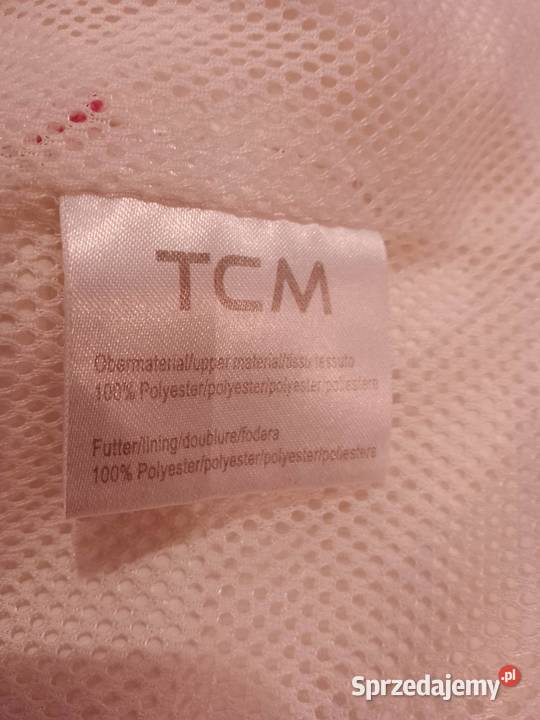 TCM
Obermaterial/upper material/tissu tessuto
100% Polyester/polyester/polyester poliestere
Futter/lining/doublure/fodera
100% Polyester/polyester/polyester/poliestere
Sprzedajemy.pl